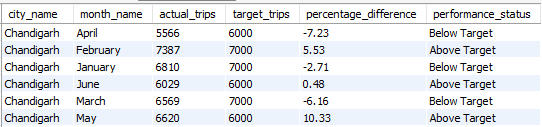 city_name month_name actual_trips target_trips percentage_difference performance_status
Chandigarh April 5566 6000 -7.23 Below Target
Chandigarh February 7387 7000 5.53 Above Target
Chandigarh January 6810 7000 -2.71 Below Target
Chandigarh June 6029 6000 0.48 Above Target
Chandigarh March 6569 7000 -6.16 Below Target
Chandigarh May 6620 6000 10.33 Above Target